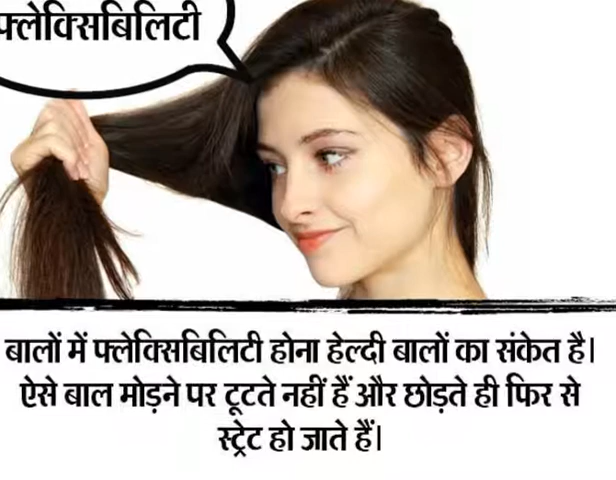 फ्लेक्सिबिलिटी
बालों में फ्लेक्सिबिलिटी होना हेल्दी बालों का संकेत है।
ऐसे बाल मोड़ने पर टूटते नहीं हैं और छोड़ते ही फिर से
स्ट्रेट हो जाते हैं।